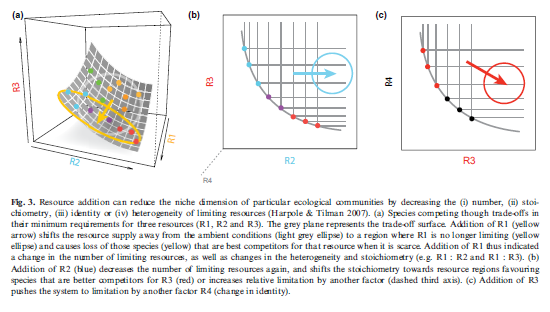 (a)
(b)
(c)
R3
R2
R1
R3
R2
R4
R4
R3
Fig. 3. Resource addition can reduce the niche dimension of particular ecological communities by decreasing the (i) number, (ii) stoi-
chiometry, (iii) identity or (iv) heterogeneity of limiting resources (Harpole & Tilman 2007). (a) Species competing though trade-offs in
their minimum requirements for three resources (R1, R2 and R3). The grey plane represents the trade-off surface. Addition of R1 (yellow
arrow) shifts the resource supply away from the ambient conditions (light grey ellipse) to a region where R1 is no longer limiting (yellow
ellipse) and causes loss of those species (yellow) that are best competitors for that resource when it is scarce. Addition of R1 thus indicated
a change in the number of limiting resources, as well as changes in the heterogeneity and stoichiometry (e.g. R1 : R2 and R1 : R3). (b)
Addition of R2 (blue) decreases the number of limiting resources again, and shifts the stoichiometry towards resource regions favouring
species that are better competitors for R3 (red) or increases relative limitation by another factor (dashed third axis). (c) Addition of R3
pushes the system to limitation by another factor R4 (change in identity).